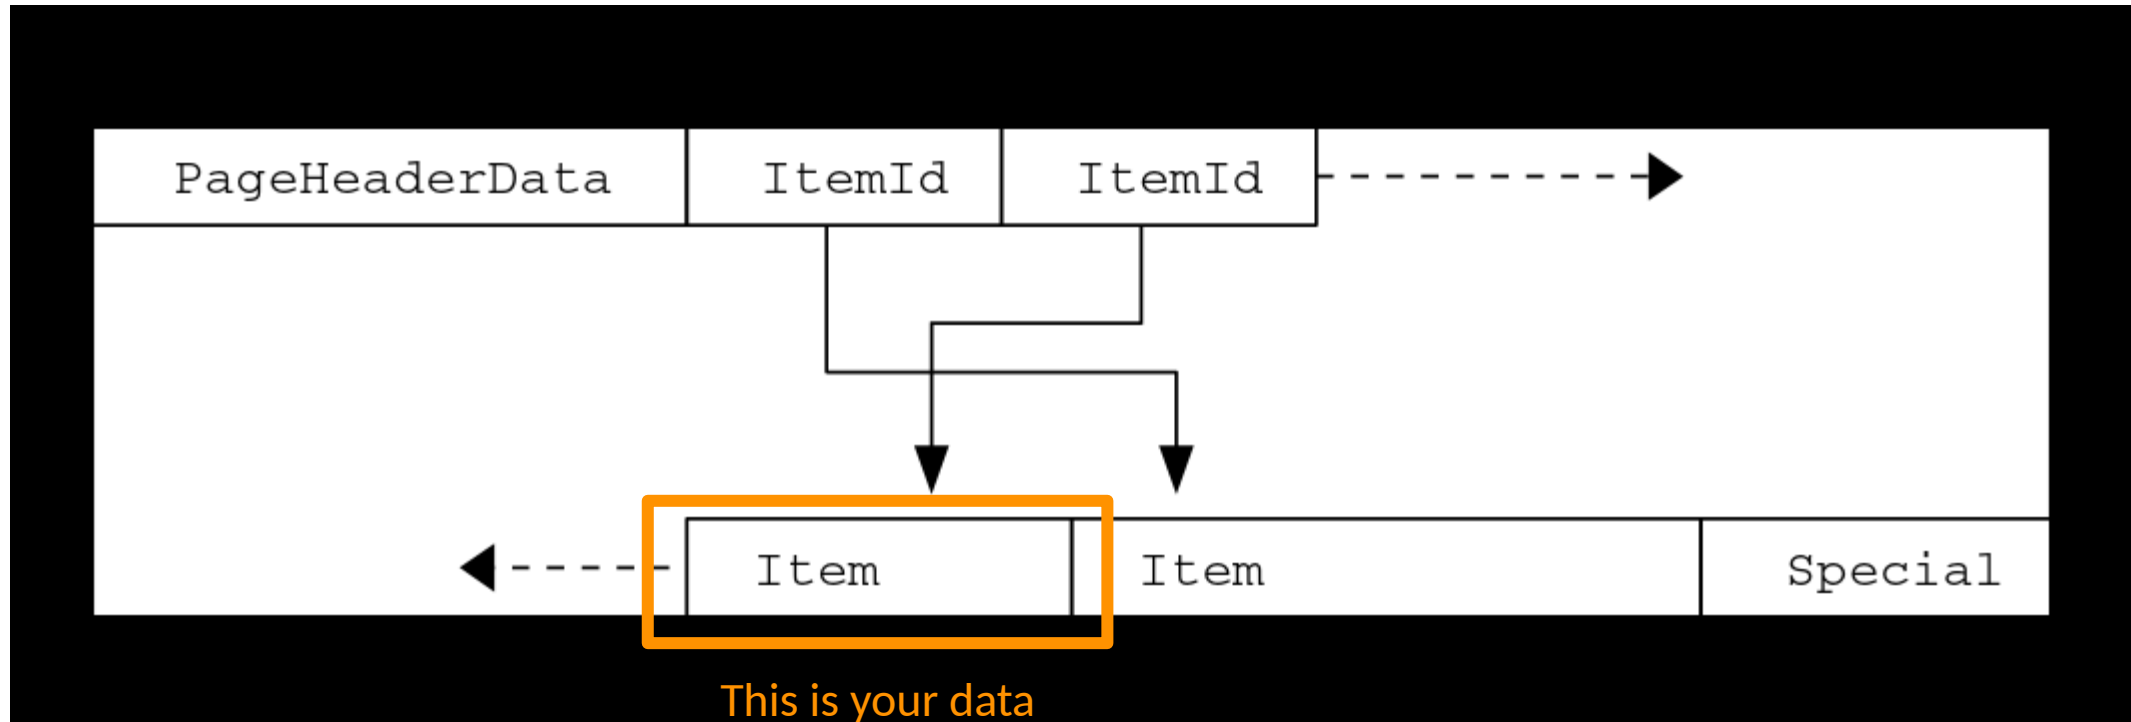 PageHeaderData ItemId ItemId
Item Item Special
This is your data